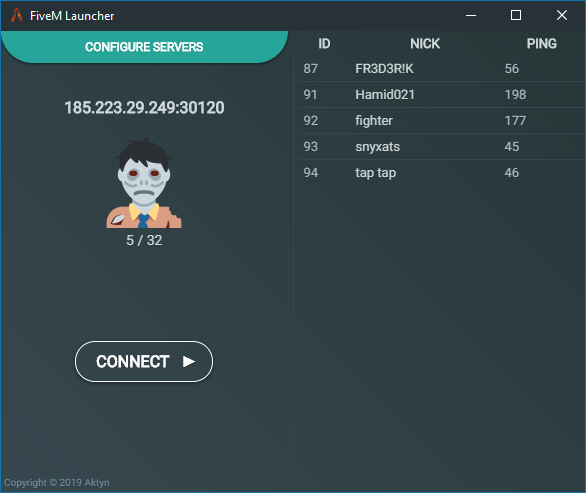 FiveM Launcher
CONFIGURE SERVERS
185.223.29.249:30120
5 / 32
CONNECT
Copyright © 2019 Aktyn
ID NICK PING
87 FR3D3R!K 56
91 Hamid021 198
92 fighter 177
93 snyxats 45
94 tap tap 46